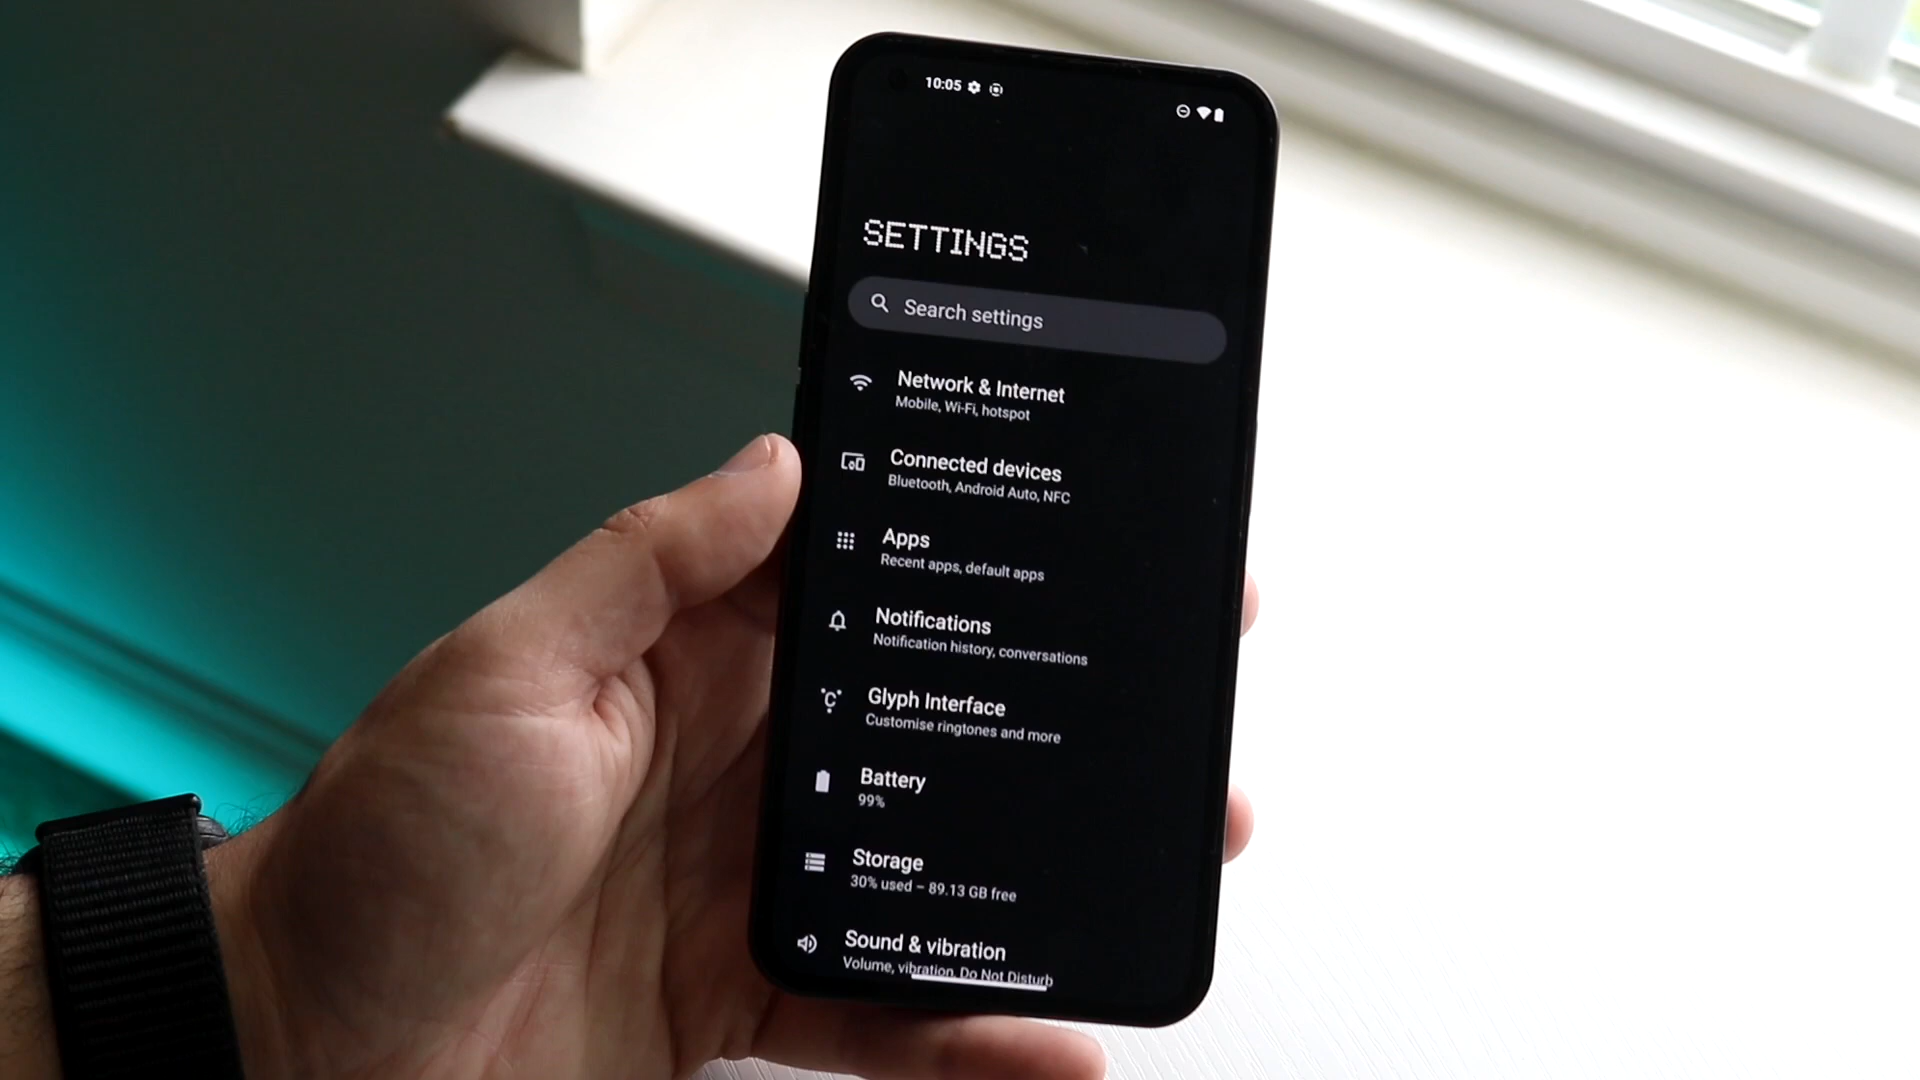 10:05
SETTINGS
Search settings
Network & Internet
Mobile, Wi-Fi, hotspot
Connected devices
Bluetooth, Android Auto, NFC
Apps
Recent apps, default apps
Notifications
Notification history, conversations
Glyph Interface
Customise ringtones and more
Battery
99%
Storage
30% used – 89.13 GB free
Sound & vibration
Volume, vibration, Do Not Disturb